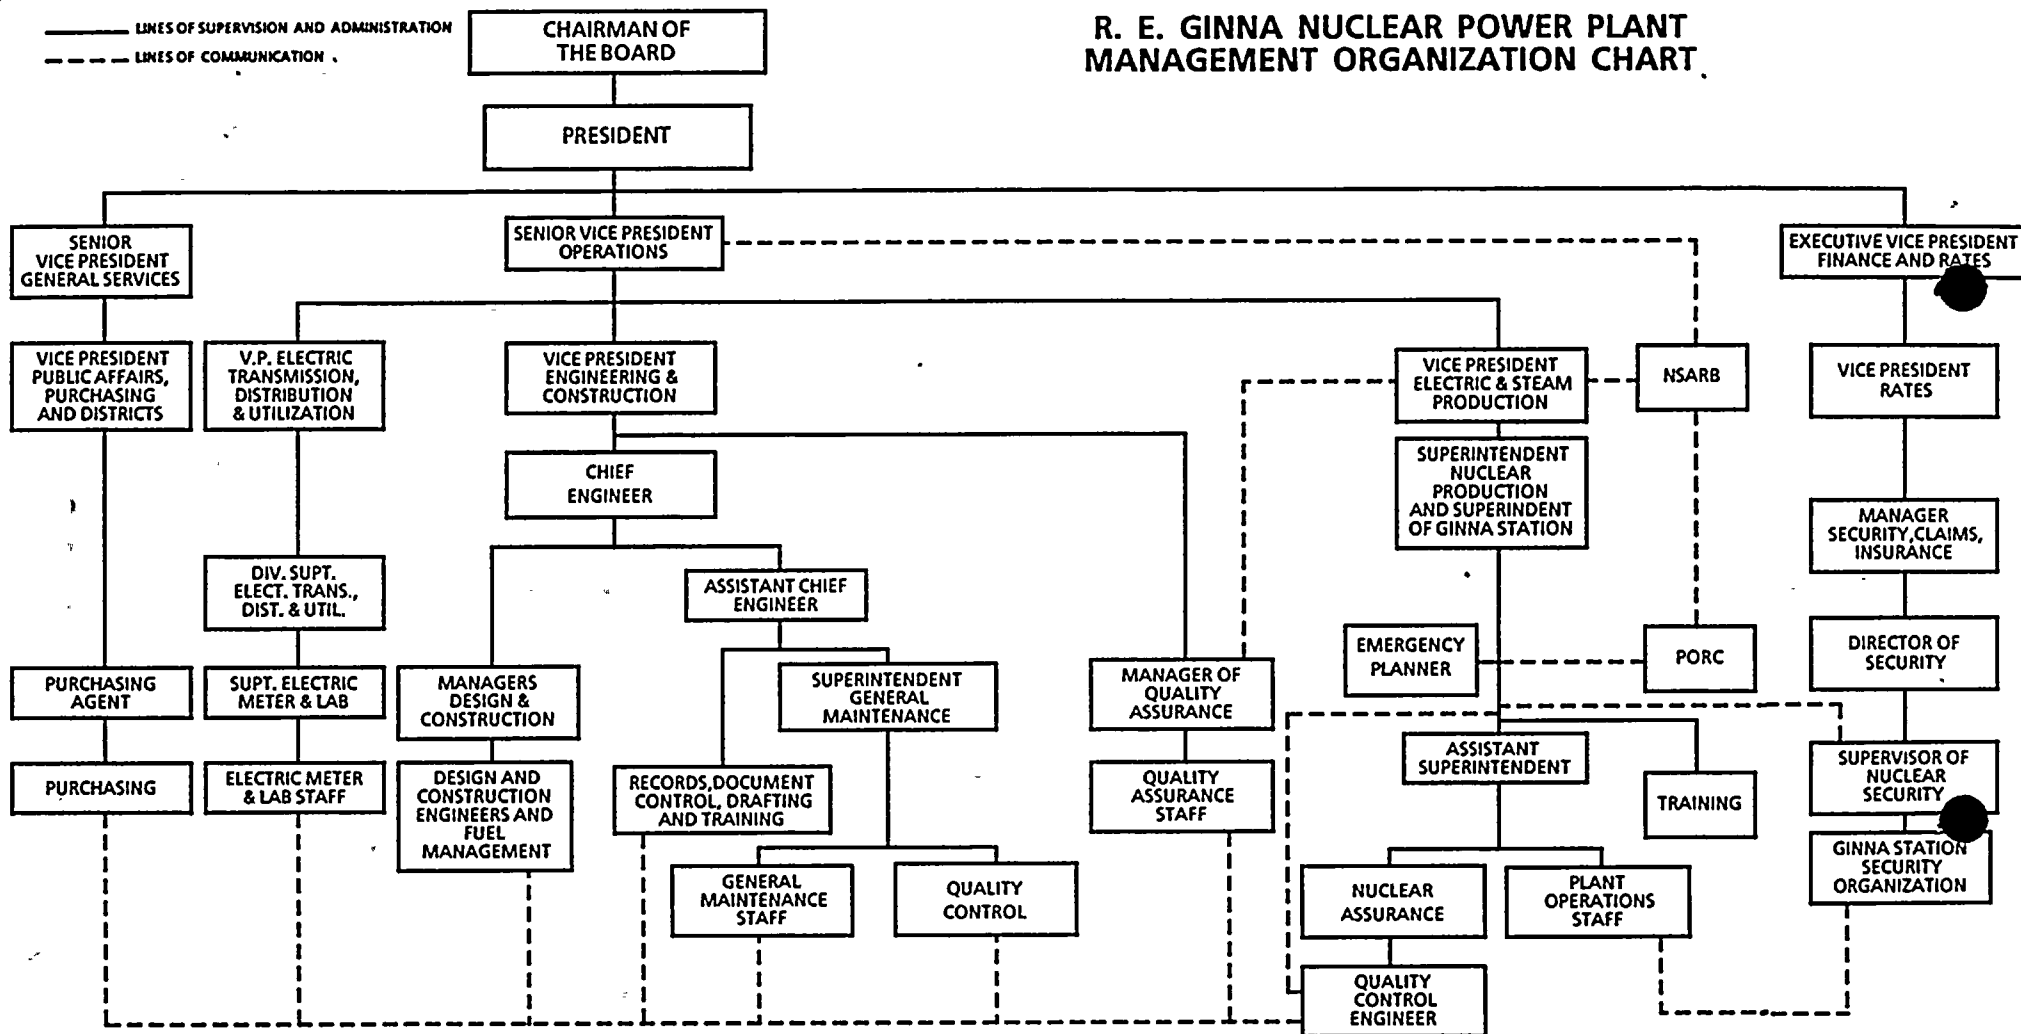 LINES OF SUPERVISION AND ADMINISTRATION
LINES OF COMMUNICATION
R. E. GINNA NUCLEAR POWER PLANT
MANAGEMENT ORGANIZATION CHART
CHAIRMAN OF
THE BOARD
PRESIDENT
SENIOR
VICE PRESIDENT
GENERAL SERVICES
SENIOR VICE PRESIDENT
OPERATIONS
EXECUTIVE VICE PRESIDENT
FINANCE AND RATES
VICE PRESIDENT
PUBLIC AFFAIRS,
PURCHASING
AND DISTRICTS
V.P. ELECTRIC
TRANSMISSION,
DISTRIBUTION
& UTILIZATION
VICE PRESIDENT
ENGINEERING &
CONSTRUCTION
VICE PRESIDENT
ELECTRIC & STEAM
PRODUCTION
NSARB
VICE PRESIDENT
RATES
CHIEF
ENGINEER
SUPERINTENDENT
NUCLEAR
PRODUCTION
AND SUPERINDENT
OF GINNA STATION
MANAGER
SECURITY,CLAIMS,
INSURANCE
DIV. SUPT.
ELECT. TRANS.,
DIST. & UTIL.
ASSISTANT CHIEF
ENGINEER
EMERGENCY
PLANNER
PORC
DIRECTOR OF
SECURITY
PURCHASING
AGENT
SUPT. ELECTRIC
METER & LAB
MANAGERS
DESIGN &
CONSTRUCTION
SUPERINTENDENT
GENERAL
MAINTENANCE
MANAGER OF
QUALITY
ASSURANCE
ASSISTANT
SUPERINTENDENT
TRAINING
SUPERVISOR OF
NUCLEAR
SECURITY
PURCHASING
ELECTRIC METER
& LAB STAFF
DESIGN AND
CONSTRUCTION
ENGINEERS AND
FUEL
MANAGEMENT
RECORDS,DOCUMENT
CONTROL, DRAFTING
AND TRAINING
QUALITY
ASSURANCE
STAFF
GINNA STATION
SECURITY
ORGANIZATION
GENERAL
MAINTENANCE
STAFF
QUALITY
CONTROL
NUCLEAR
ASSURANCE
PLANT
OPERATIONS
STAFF
QUALITY
CONTROL
ENGINEER